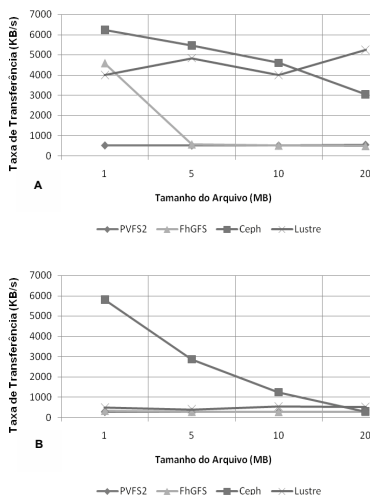 7000
6000
5000
4000
3000
2000
1000
0
Taxa de Transferência (KB/s)
1 5 10 20
A
Tamanho do Arquivo (MB)
PVFS2 FhGFS Ceph Lustre
7000
6000
5000
4000
3000
2000
1000
0
Taxa de Transferência (KB/s)
1 5 10 20
B
Tamanho do Arquivo (MB)
PVFS2 FhGFS Ceph Lustre